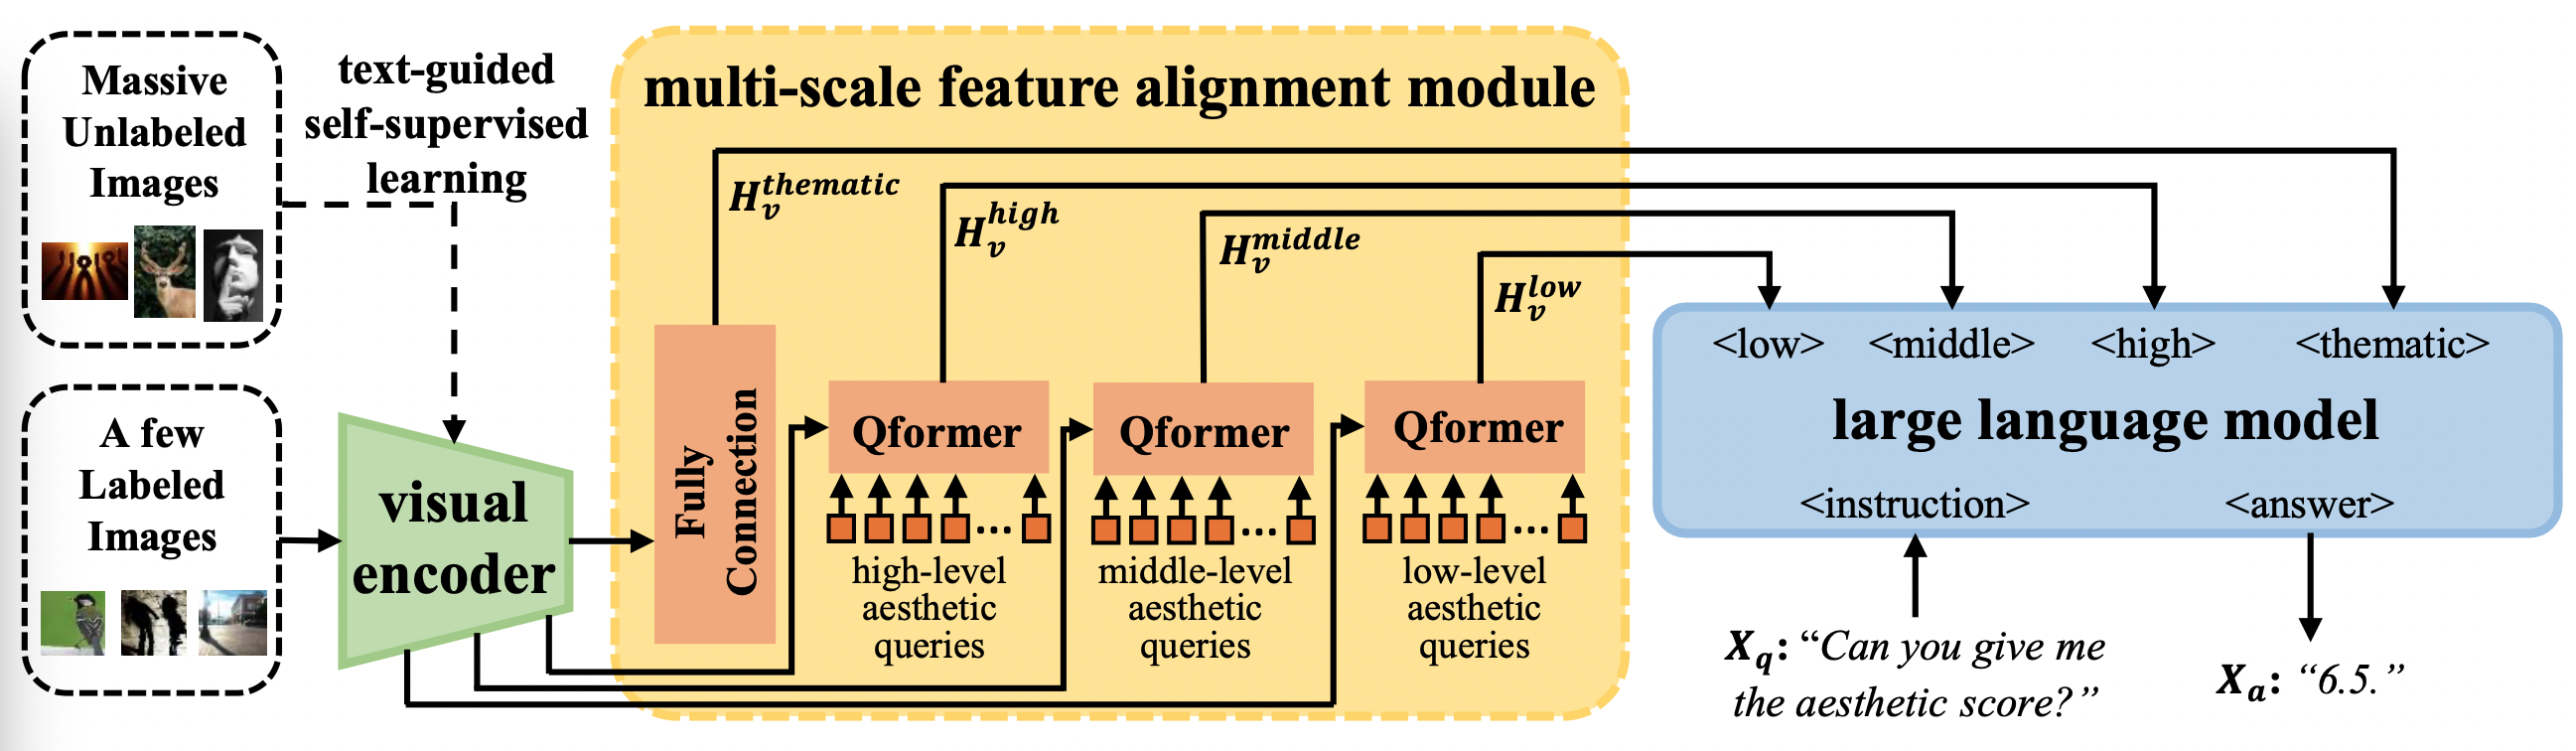 Massive
Unlabeled
Images
text-guided
self-supervised
learning
A few
Labeled
Images
visual
encoder
multi-scale feature alignment module
H_v^thematic
H_v^high
H_v^middle
H_v^low
Fully
Connection
Qformer
...
high-level
aesthetic
queries
Qformer
...
middle-level
aesthetic
queries
Qformer
...
low-level
aesthetic
queries
<low> <middle> <high> <thematic>
large language model
<instruction> <answer>
X_q: “Can you give me
the aesthetic score?”
X_a: “6.5.”